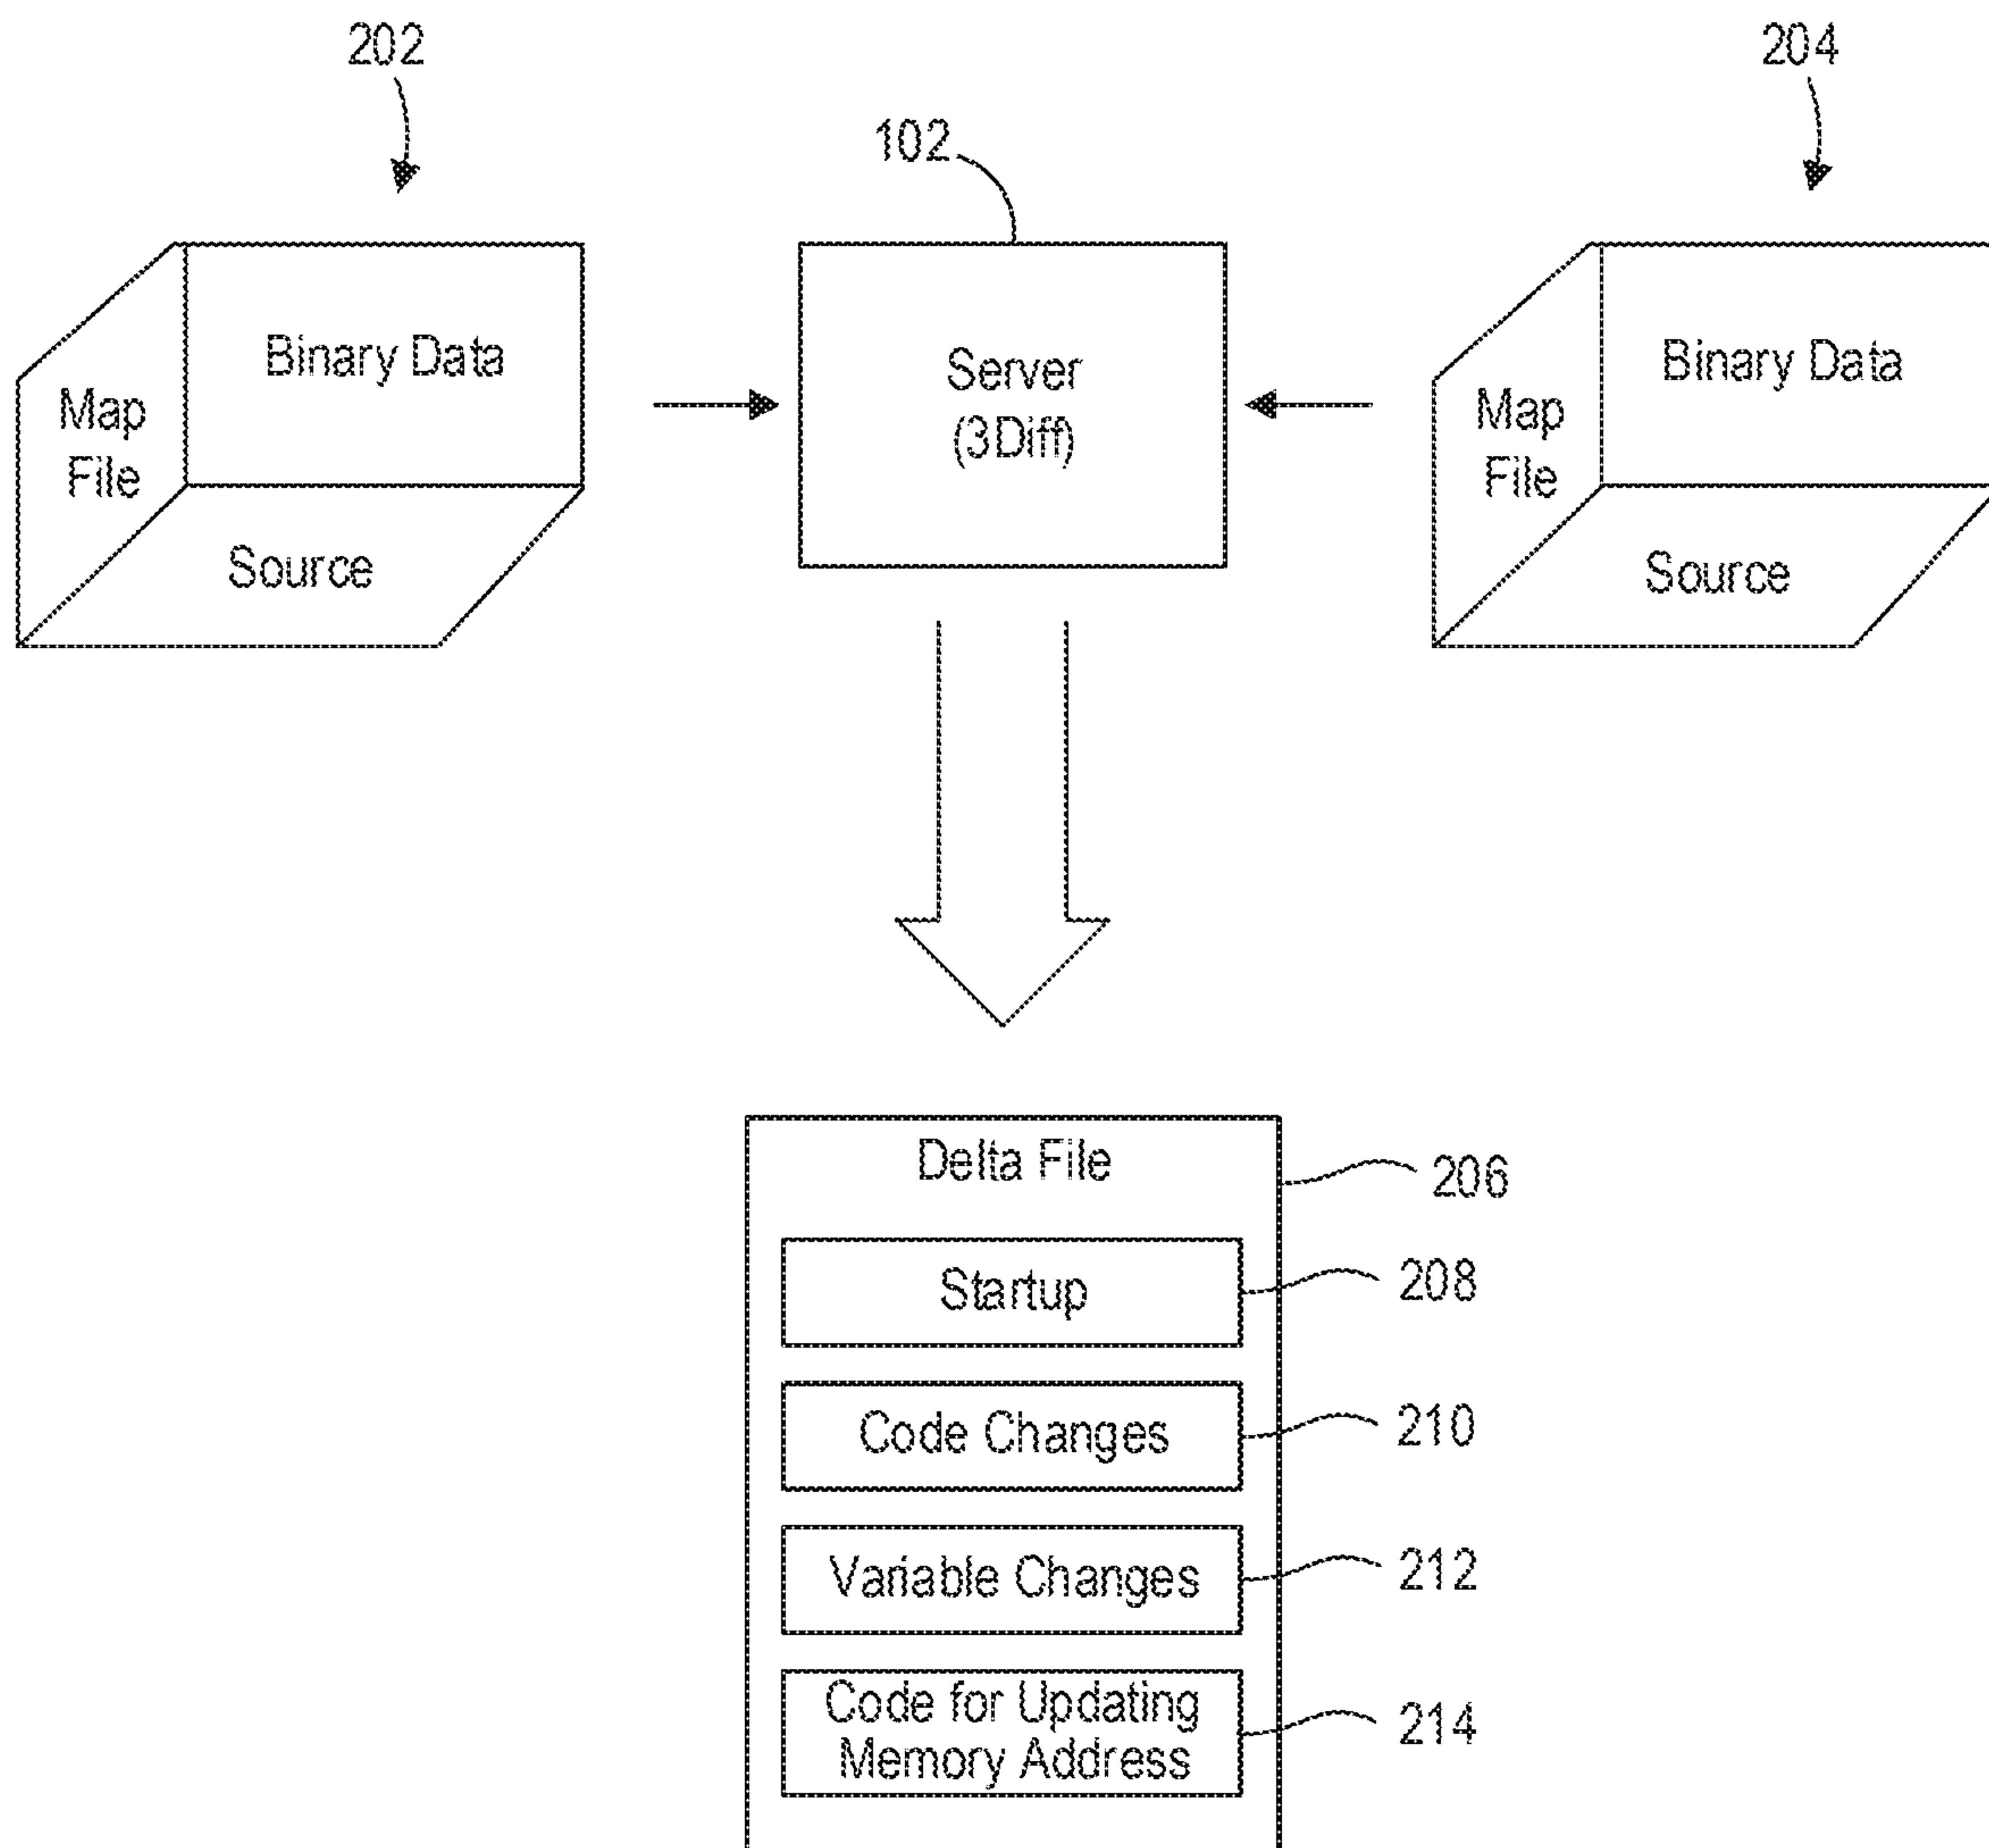 202
204
102
Binary Data
Map
File
Source
Server
(3Diff)
Binary Data
Map
File
Source
Delta File
206
Startup
208
Code Changes
210
Variable Changes
212
Code for Updating
Memory Address
214